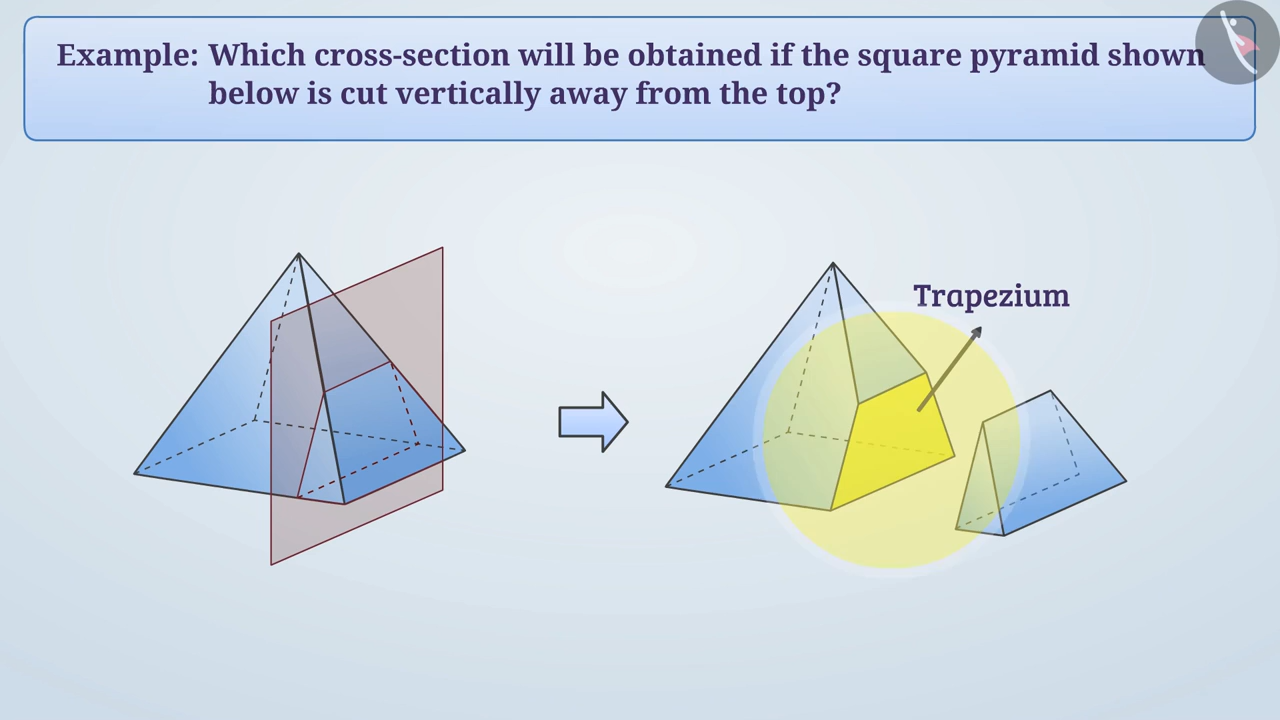 Example: Which cross-section will be obtained if the square pyramid shown
below is cut vertically away from the top?
Trapezium